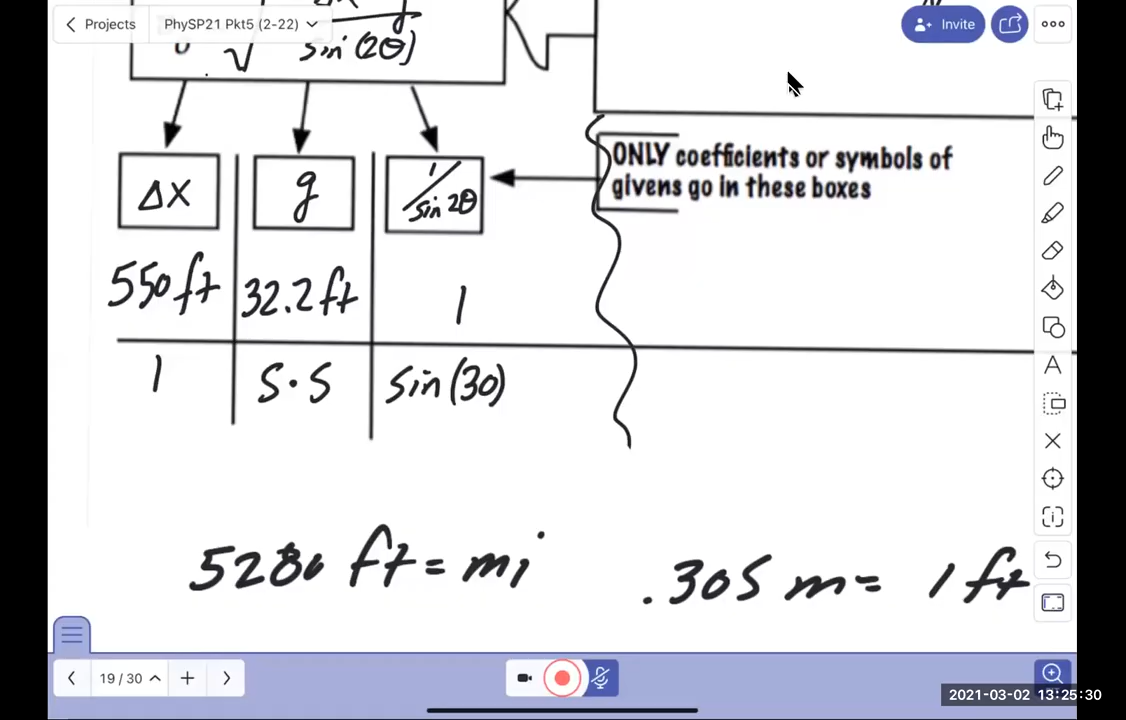 Projects
PhySP21 Pkt5 (2-22)
Invite
sin (2θ)
Δx
g
1/sin 2θ
ONLY coefficients or symbols of
givens go in these boxes
550 ft
32.2 ft
1
1
s·s
sin (30)
5280 ft = mi
.305 m = 1 ft
A
19 / 30
2021-03-02 13:25:30